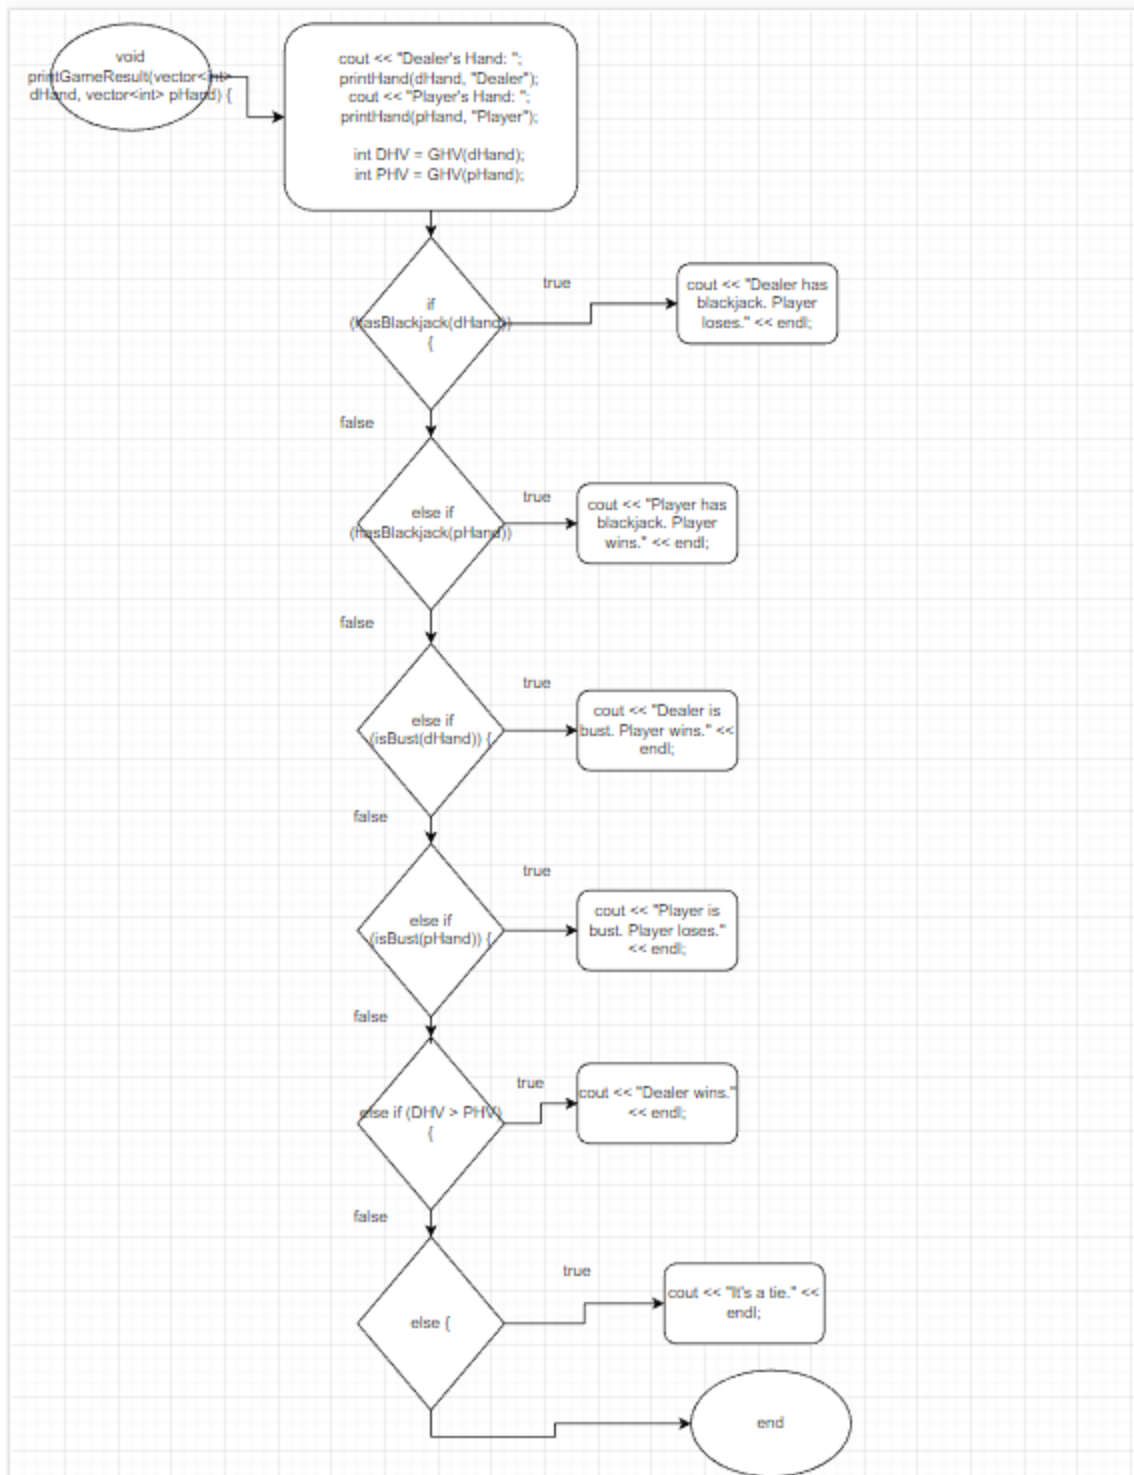 void
printGameResult(vector<int>
dHand, vector<int> pHand) {
cout << "Dealer's Hand: ";
printHand(dHand, "Dealer");
cout << "Player's Hand: ";
printHand(pHand, "Player");
int DHV = GHV(dHand);
int PHV = GHV(pHand);
if
(hasBlackjack(dHand))
{
true
cout << "Dealer has
blackjack. Player
loses." << endl;
false
else if
(hasBlackjack(pHand))
true
cout << "Player has
blackjack. Player
wins." << endl;
false
else if
(isBust(dHand)) {
true
cout << "Dealer is
bust. Player wins." <<
endl;
false
else if
(isBust(pHand)) {
true
cout << "Player is
bust. Player loses."
<< endl;
false
else if (DHV > PHV)
{
true
cout << "Dealer wins."
<< endl;
false
else {
true
cout << "It's a tie." <<
endl;
end